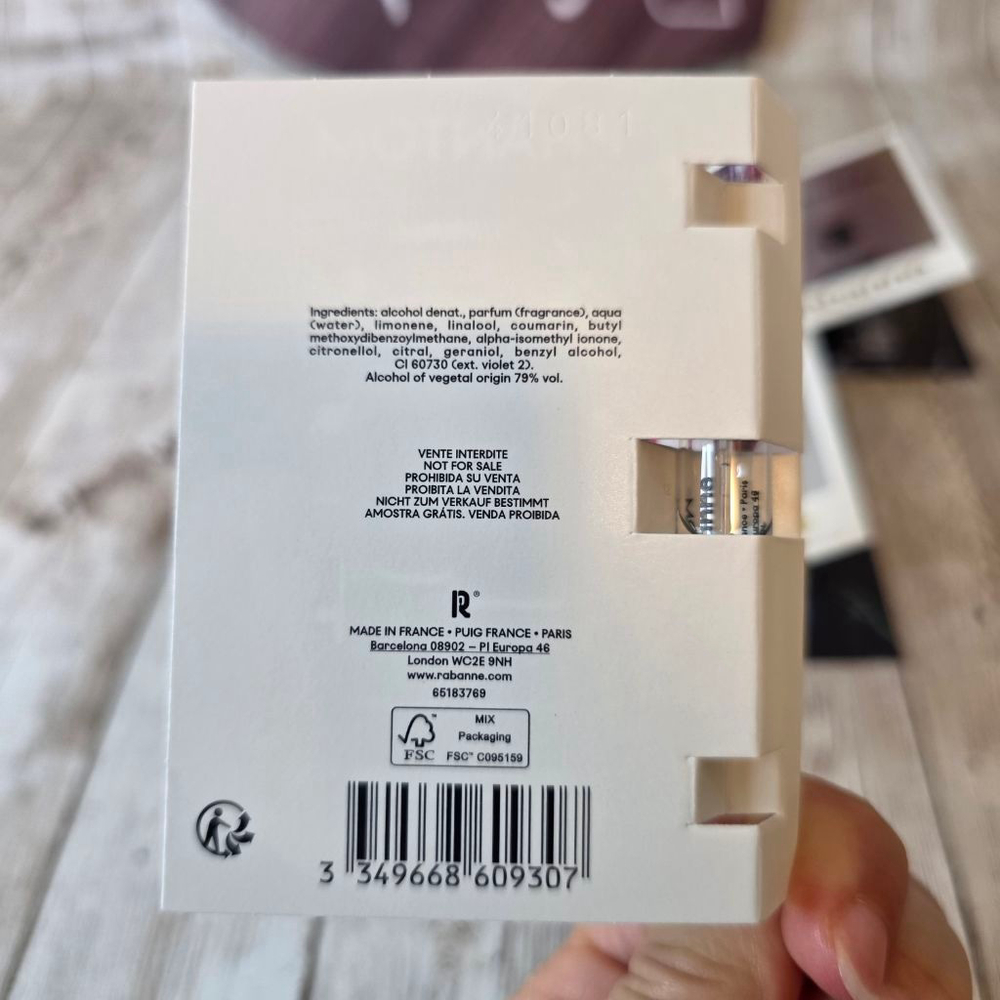 41081
Ingredients: alcohol denat., parfum (fragrance), aqua
(water), limonene, linalool, coumarin, butyl
methoxydibenzoylmethane, alpha-isomethyl ionone,
citronellol, citral, geraniol, benzyl alcohol,
CI 60730 (ext. violet 2).
Alcohol of vegetal origin 79% vol.
VENTE INTERDITE
NOT FOR SALE
PROHIBIDA SU VENTA
PROIBITA LA VENDITA
NICHT ZUM VERKAUF BESTIMMT
AMOSTRA GRÁTIS. VENDA PROIBIDA
R®
MADE IN FRANCE • PUIG FRANCE • PARIS
Barcelona 08902 – Pl Europa 46
London WC2E 9NH
www.rabanne.com
65183769
MIX
Packaging
FSC™ C095159
FSC
3 349668 609307